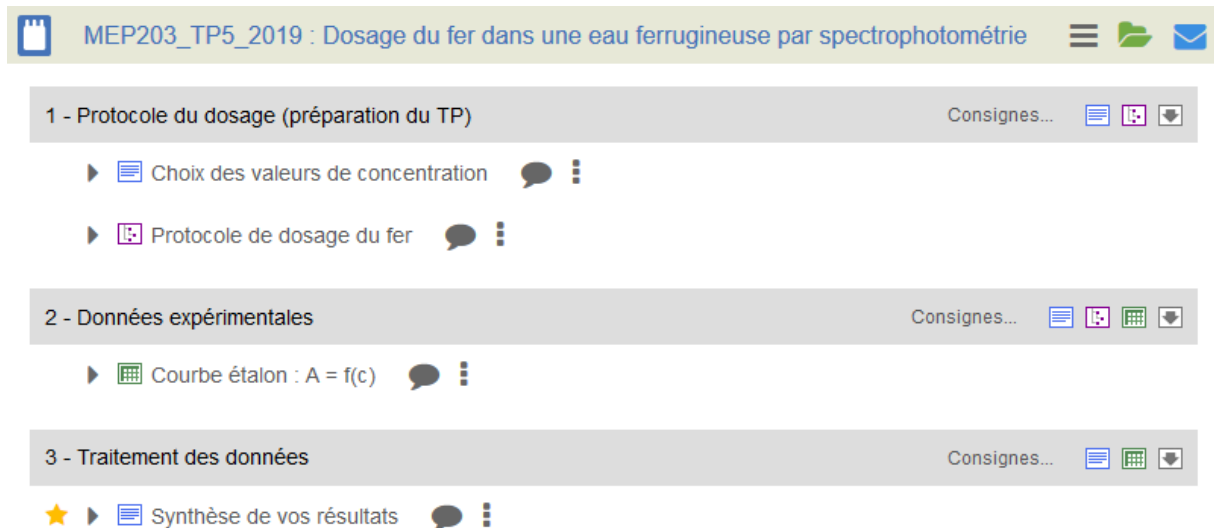 MEP203_TP5_2019 : Dosage du fer dans une eau ferrugineuse par spectrophotométrie
1 - Protocole du dosage (préparation du TP) Consignes...
Choix des valeurs de concentration
Protocole de dosage du fer
2 - Données expérimentales Consignes...
Courbe étalon : A = f(c)
3 - Traitement des données Consignes...
Synthèse de vos résultats